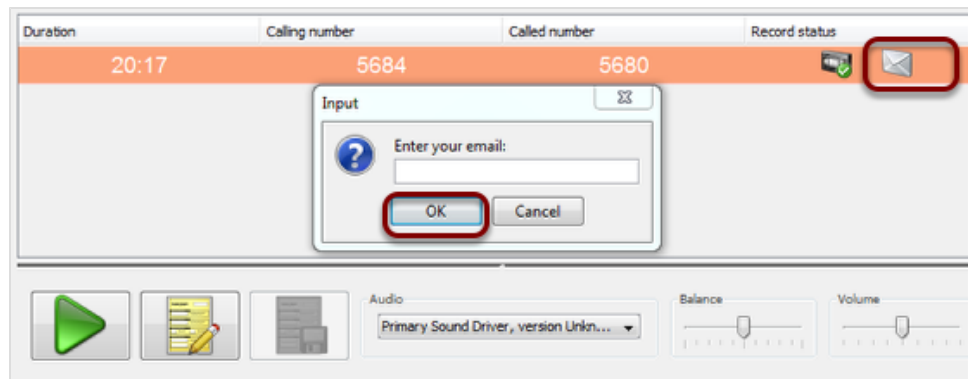 Duration Calling number Called number Record status
20:17 5684 5680
Input
Enter your email:
OK Cancel
Audio Balance Volume
Primary Sound Driver, version Unkn...